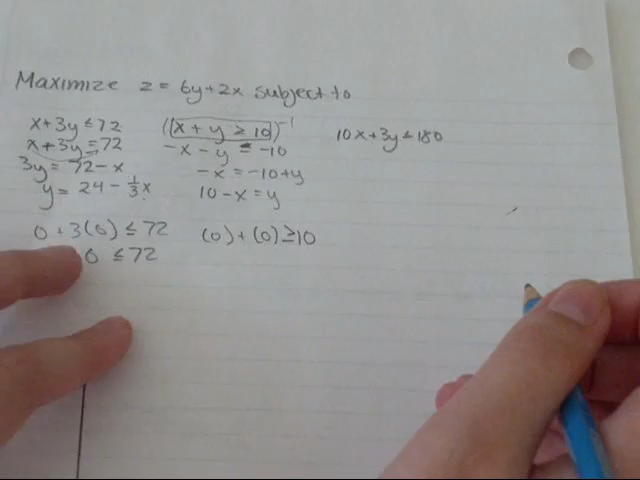 Maximize z = 6y+2x subject to
x+3y ≤ 72
x+3y=72
3y= 72-x
y= 24 - 1/3 x
0 + 3(0) ≤ 72
0 ≤ 72
((x + y ≥ 10))^-1
-x - y ≤ -10
-x = -10+y
10-x=y
(0)+(0)≥10
10x+3y≤180